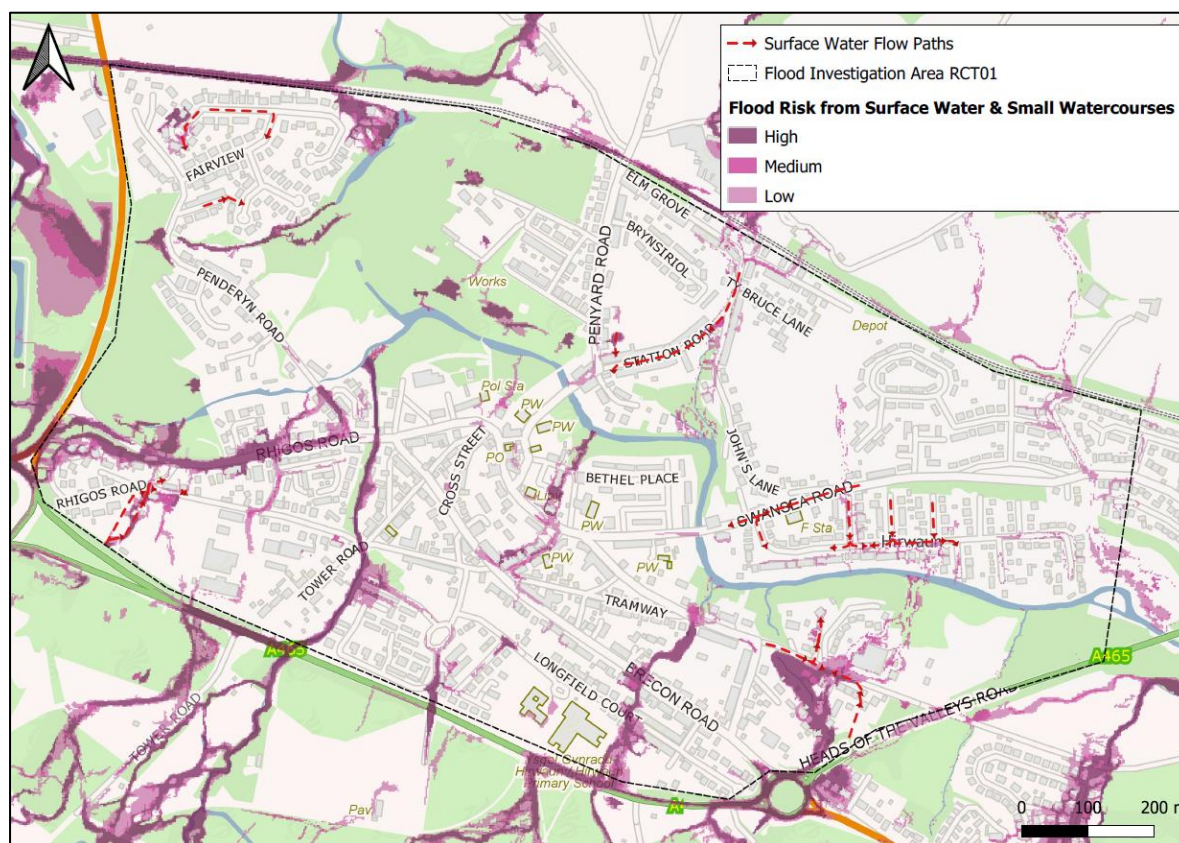 Surface Water Flow Paths
Flood Investigation Area RCT01
Flood Risk from Surface Water & Small Watercourses
High
Medium
Low
FAIRVIEW
ELM GROVE
BRYNSIRIOL
PENYARD ROAD
PENDERYN ROAD
Works
TY BRUCE LANE
Depot
STATION ROAD
Pol Sta
PW
PW
RHIGOS ROAD
CROSS STREET
PO
JOHN'S LANE
BETHEL PLACE
RHIGOS ROAD
SWANSEA ROAD
PW
F Sta
Hirwaun
PW
PW
TOWER ROAD
TRAMWAY
A465
A465
LONGFIELD COURT
BRECON ROAD
HEADS OF THE VALLEYS ROAD
TOWER ROAD
Primary School
Pav
0 100 200 m